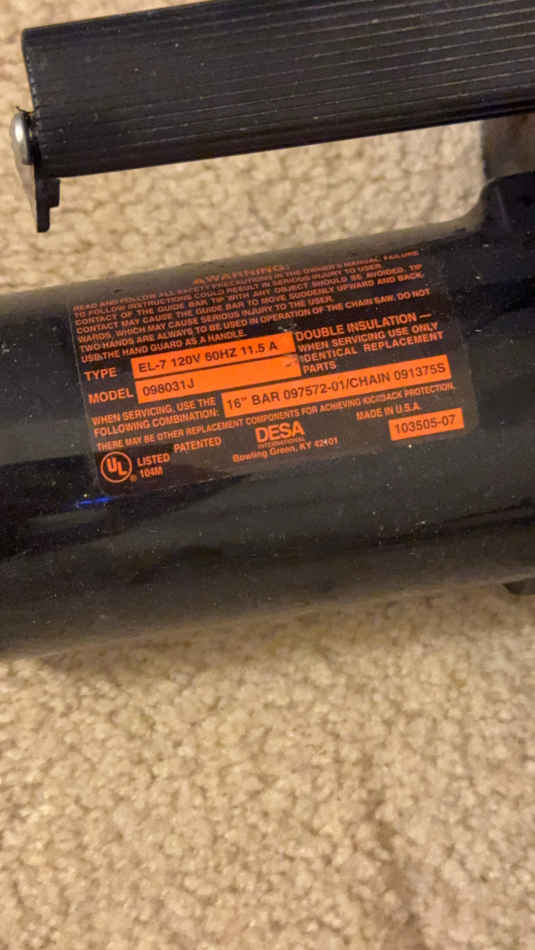 WARNING:
READ AND FOLLOW ALL SAFETY PRECAUTIONS IN THE OWNER'S MANUAL. FAILURE
TO FOLLOW INSTRUCTIONS COULD RESULT IN SERIOUS INJURY TO USER.
CONTACT OF THE GUIDE BAR TIP WITH ANY OBJECT SHOULD BE AVOIDED. TIP
CONTACT MAY CAUSE THE GUIDE BAR TO MOVE SUDDENLY UPWARD AND BACK-
WARDS, WHICH MAY CAUSE SERIOUS INJURY TO THE USER.
TWO HANDS ARE ALWAYS TO BE USED IN OPERATION OF THE CHAIN SAW. DO NOT
USE THE HAND GUARD AS A HANDLE.
TYPE EL-7 120V 60HZ 11.5 A
MODEL 098031J
DOUBLE INSULATION —
WHEN SERVICING USE ONLY
IDENTICAL REPLACEMENT
PARTS
WHEN SERVICING, USE THE
FOLLOWING COMBINATION: 16" BAR 097572-01/CHAIN 091375S
THERE MAY BE OTHER REPLACEMENT COMPONENTS FOR ACHIEVING KICKBACK PROTECTION.
UL ® LISTED
104M
PATENTED
DESA
INTERNATIONAL
Bowling Green, KY 42101
MADE IN U.S.A.
103505-07